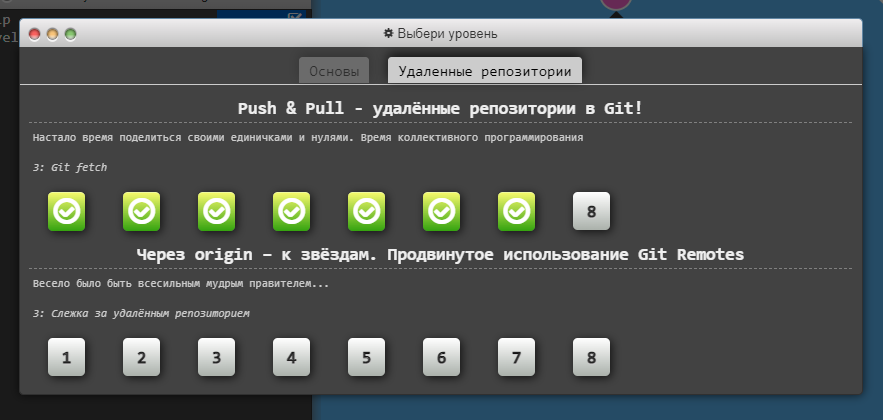 Выбери уровень
Основы
Удаленные репозитории
Push & Pull - удалённые репозитории в Git!
Настало время поделиться своими единичками и нулями. Время коллективного программирования
3: Git fetch
8
Через origin – к звёздам. Продвинутое использование Git Remotes
Весело было быть всесильным мудрым правителем...
3: Слежка за удалённым репозиторием
1 2 3 4 5 6 7 8